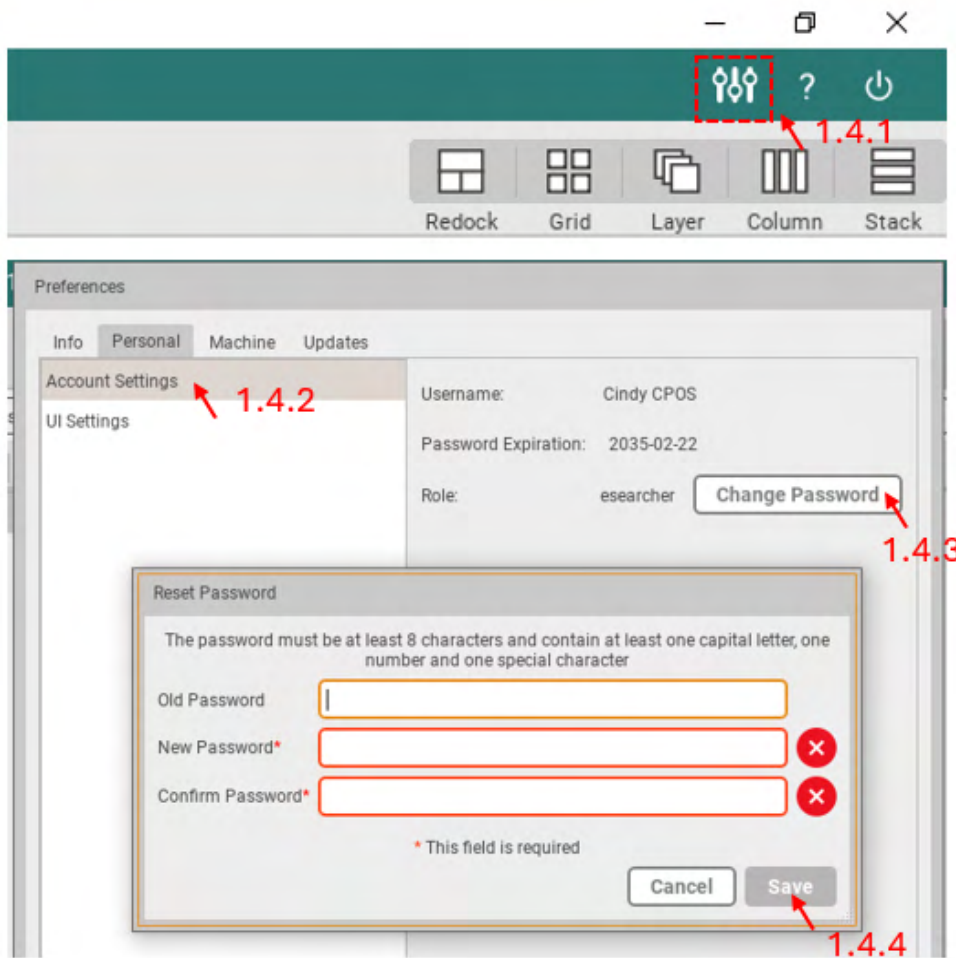 ?
1.4.1
Redock Grid Layer Column Stack
Preferences
Info Personal Machine Updates
Account Settings
1.4.2
UI Settings
Username: Cindy CPOS
Password Expiration: 2035-02-22
Role: esearcher Change Password
1.4.3
Reset Password
The password must be at least 8 characters and contain at least one capital letter, one
number and one special character
Old Password
New Password*
Confirm Password*
* This field is required
Cancel Save
1.4.4